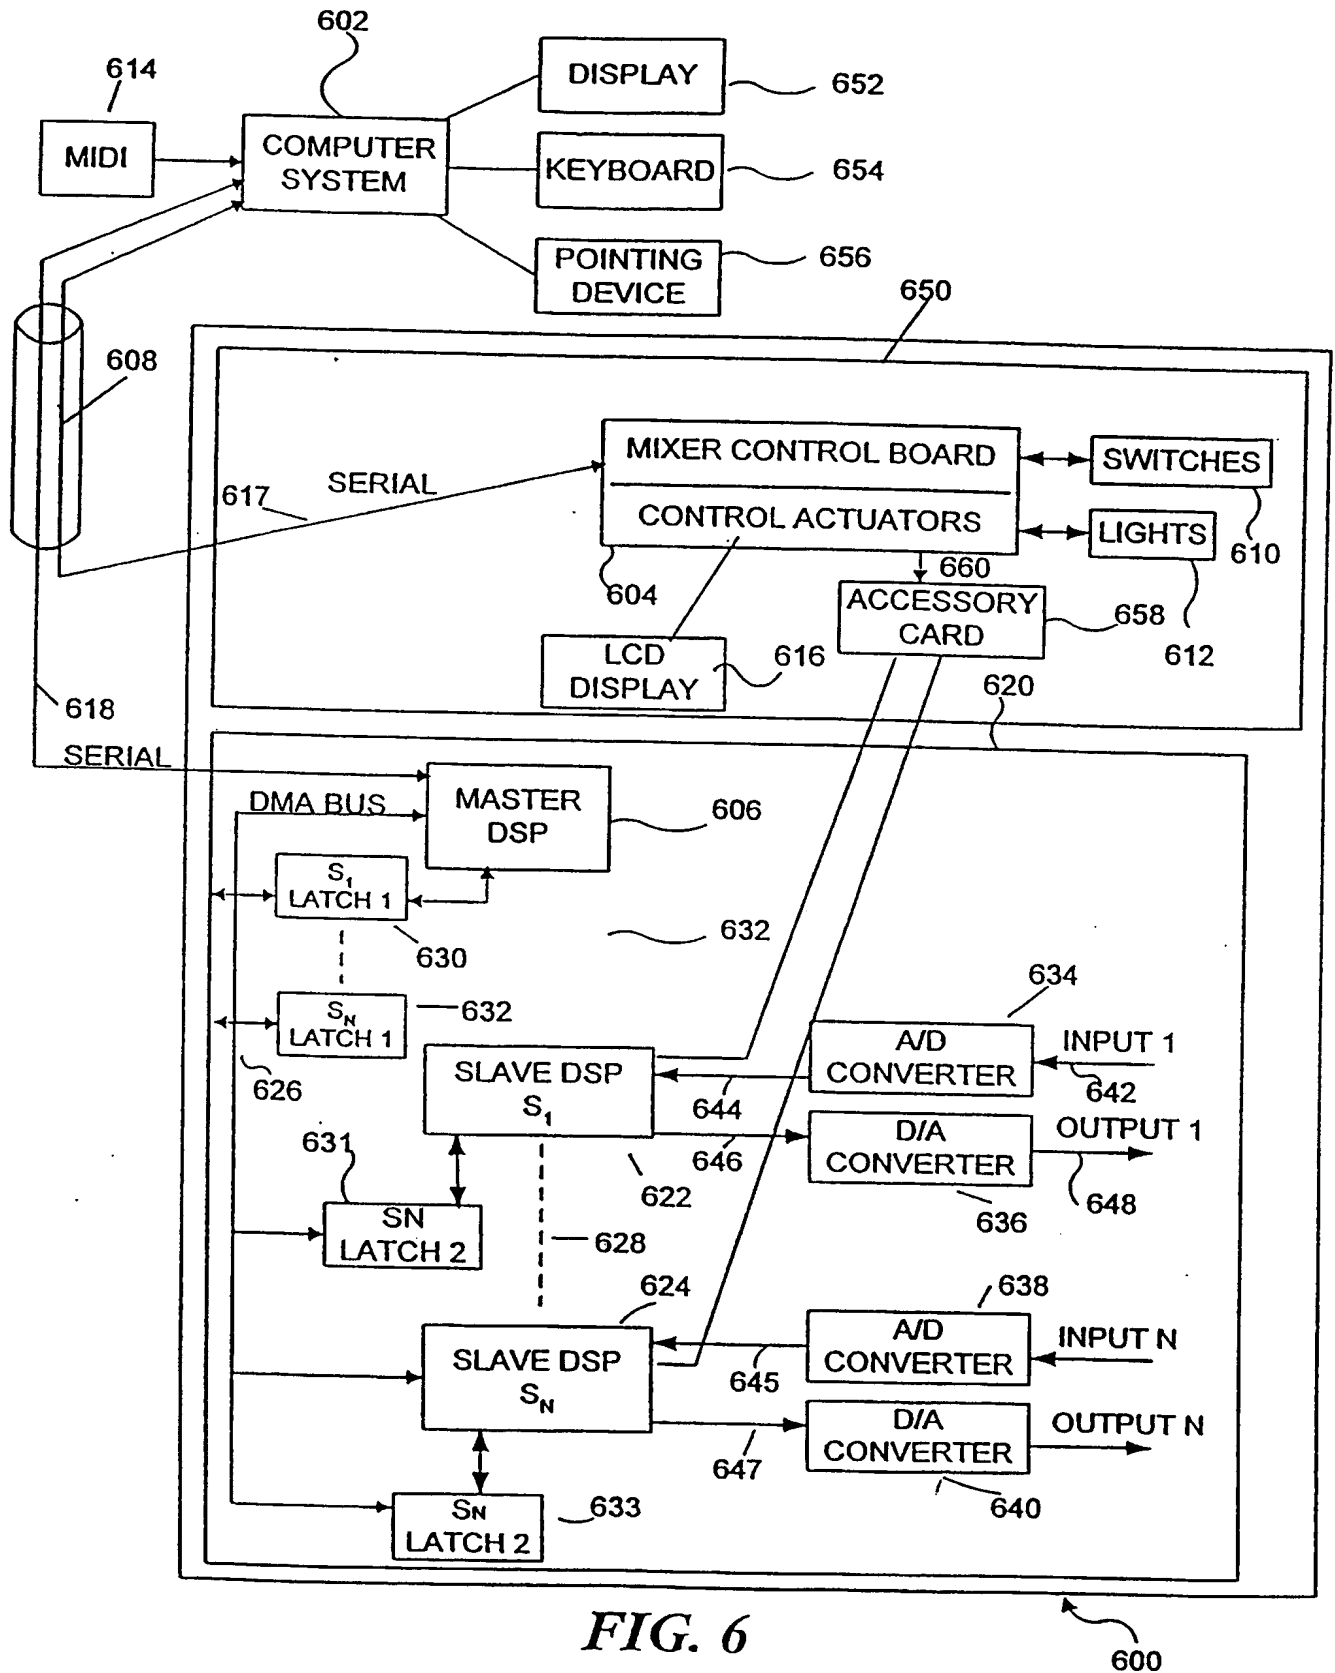 602
614
DISPLAY
652
MIDI
COMPUTER
SYSTEM
KEYBOARD
654
POINTING
DEVICE
656
650
608
MIXER CONTROL BOARD
SWITCHES
SERIAL
617
CONTROL ACTUATORS
LIGHTS
610
604
660
ACCESSORY
CARD
658
612
LCD
DISPLAY
616
620
618
SERIAL
DMA BUS
MASTER
DSP
606
S1
LATCH 1
630
632
SN
LATCH 1
632
634
A/D
CONVERTER
INPUT 1
642
626
SLAVE DSP
S1
644
D/A
CONVERTER
OUTPUT 1
648
646
631
622
636
SN
LATCH 2
628
624
638
A/D
CONVERTER
INPUT N
SLAVE DSP
SN
645
D/A
CONVERTER
OUTPUT N
647
640
SN
LATCH 2
633
FIG. 6
600